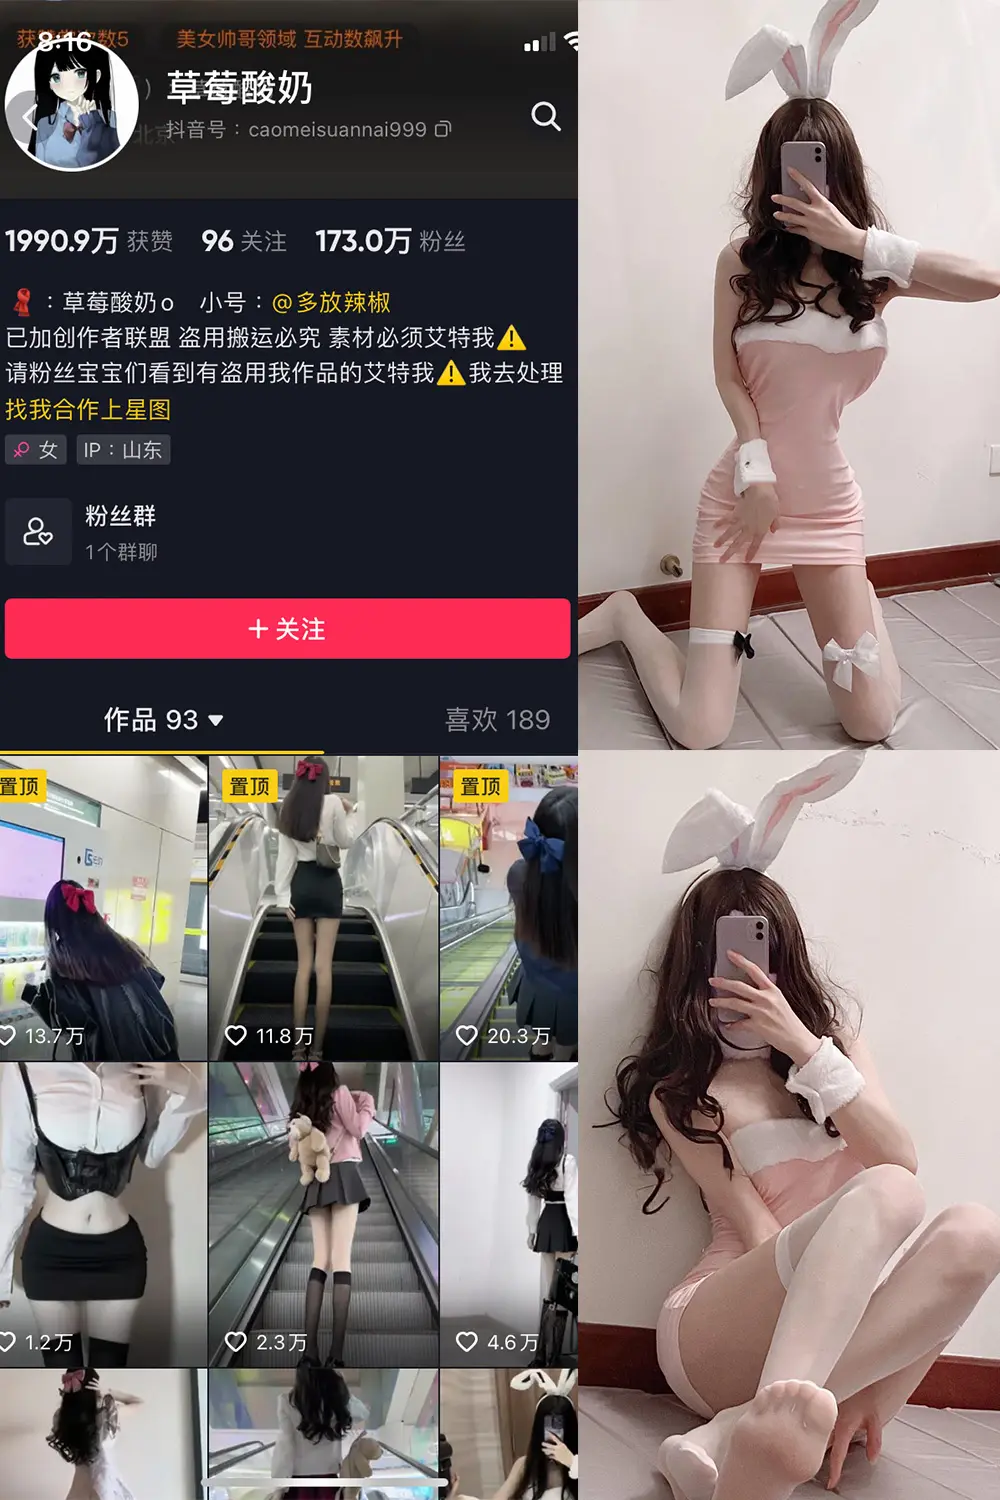 8:16
美女帅哥领域 互动数飙升
草莓酸奶
抖音号：caomeisuannai999
1990.9万 获赞 96 关注 173.0万 粉丝
：草莓酸奶o 小号：@多放辣椒
已加创作者联盟 盗用搬运必究 素材必须艾特我
请粉丝宝宝们看到有盗用我作品的艾特我 我去处理
找我合作上星图
女 IP：山东
粉丝群
1个群聊
+ 关注
作品 93 喜欢 189
置顶 置顶 置顶
13.7万 11.8万 20.3万
1.2万 2.3万 4.6万